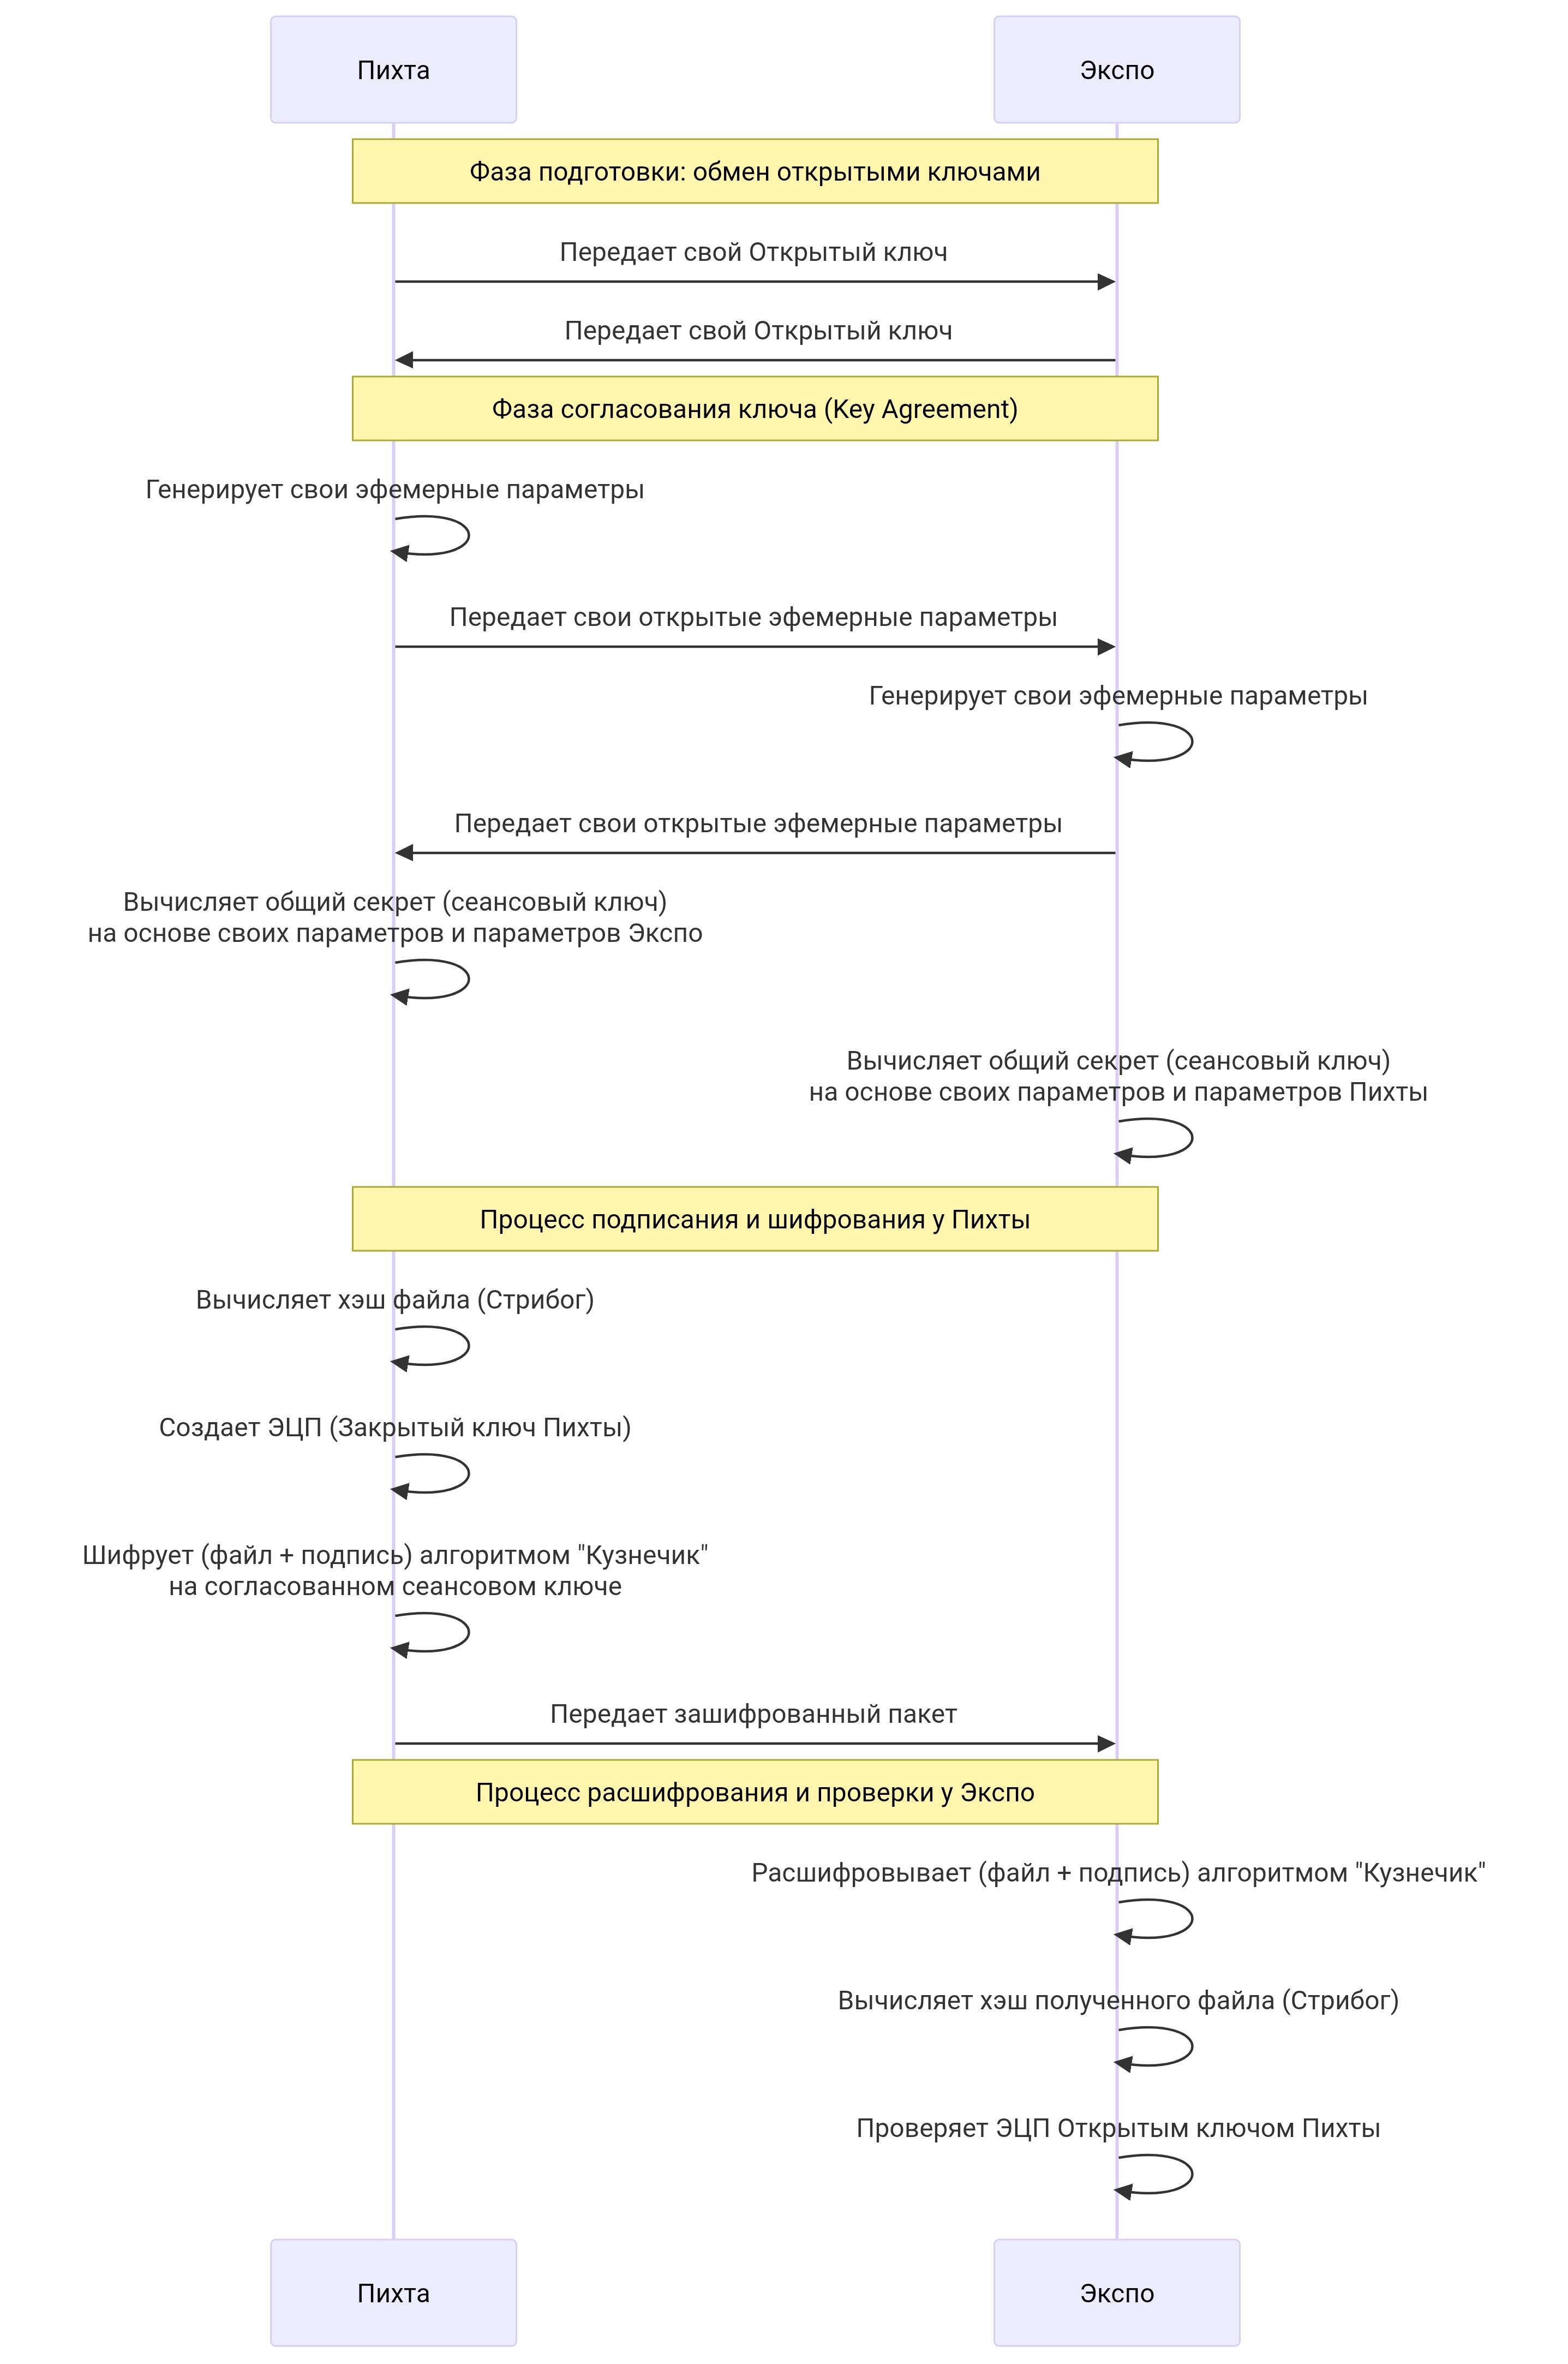 Пихта
Экспо
Фаза подготовки: обмен открытыми ключами
Передает свой Открытый ключ
Передает свой Открытый ключ
Фаза согласования ключа (Key Agreement)
Генерирует свои эфемерные параметры
Передает свои открытые эфемерные параметры
Генерирует свои эфемерные параметры
Передает свои открытые эфемерные параметры
Вычисляет общий секрет (сеансовый ключ)
на основе своих параметров и параметров Экспо
Вычисляет общий секрет (сеансовый ключ)
на основе своих параметров и параметров Пихты
Процесс подписания и шифрования у Пихты
Вычисляет хэш файла (Стрибог)
Создает ЭЦП (Закрытый ключ Пихты)
Шифрует (файл + подпись) алгоритмом "Кузнечик"
на согласованном сеансовом ключе
Передает зашифрованный пакет
Процесс расшифрования и проверки у Экспо
Расшифровывает (файл + подпись) алгоритмом "Кузнечик"
Вычисляет хэш полученного файла (Стрибог)
Проверяет ЭЦП Открытым ключом Пихты
Пихта
Экспо